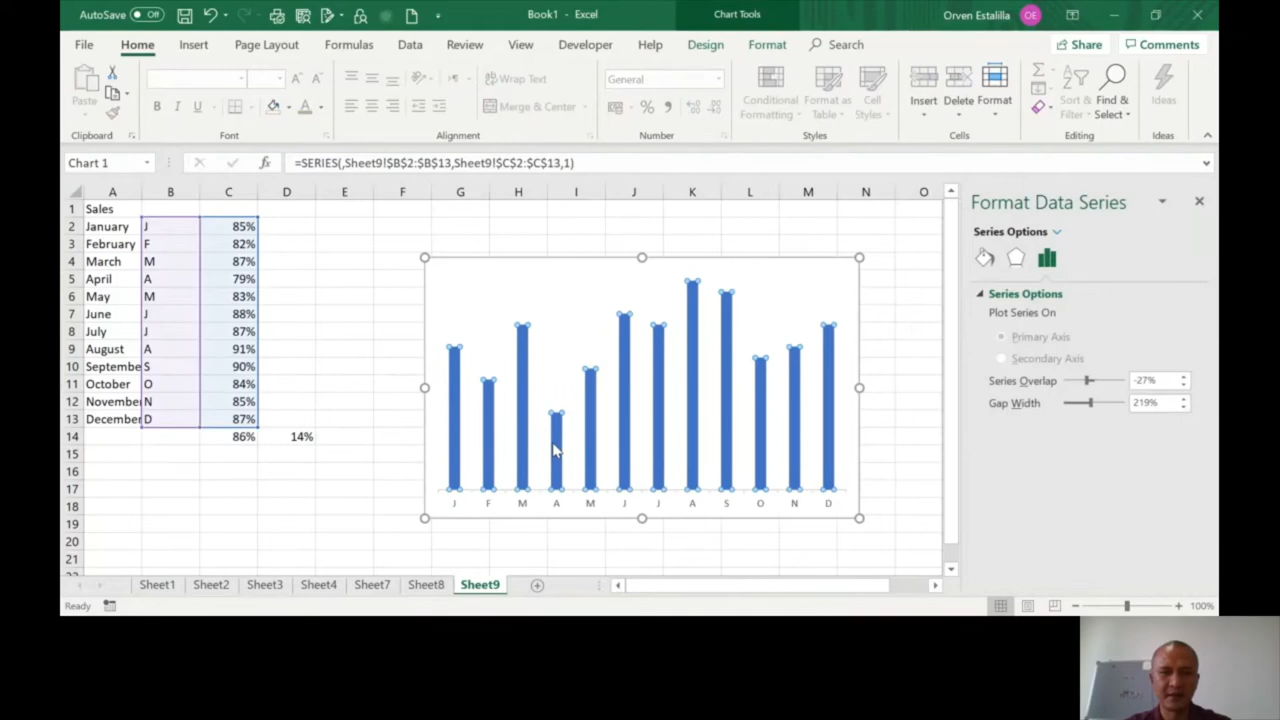 AutoSave Off Book1 - Excel Chart Tools Orven Estalilla OE
File Home Insert Page Layout Formulas Data Review View Developer Help Design Format Search Share Comments
Paste
B I U A A A
Wrap Text
Merge & Center
General
% 9
Conditional Formatting
Format as Table
Cell Styles
Insert Delete Format
Sort & Filter
Find & Select
Ideas
Clipboard Font Alignment Number Styles Cells Editing Ideas
Chart 1 fx =SERIES(,Sheet9!$B$2:$B$13,Sheet9!$C$2:$C$13,1)
A B C D E F G H I J K L M N O
1 Sales
2 January J 85%
3 February F 82%
4 March M 87%
5 April A 79%
6 May M 83%
7 June J 88%
8 July J 87%
9 August A 91%
10 Septembe S 90%
11 October O 84%
12 November N 85%
13 December D 87%
14 86% 14%
15
16
17
18
19
20
21
J F M A M J J A S O N D
Format Data Series
Series Options
Series Options
Plot Series On
Primary Axis
Secondary Axis
Series Overlap -27%
Gap Width 219%
Sheet1 Sheet2 Sheet3 Sheet4 Sheet7 Sheet8 Sheet9
Ready 100%